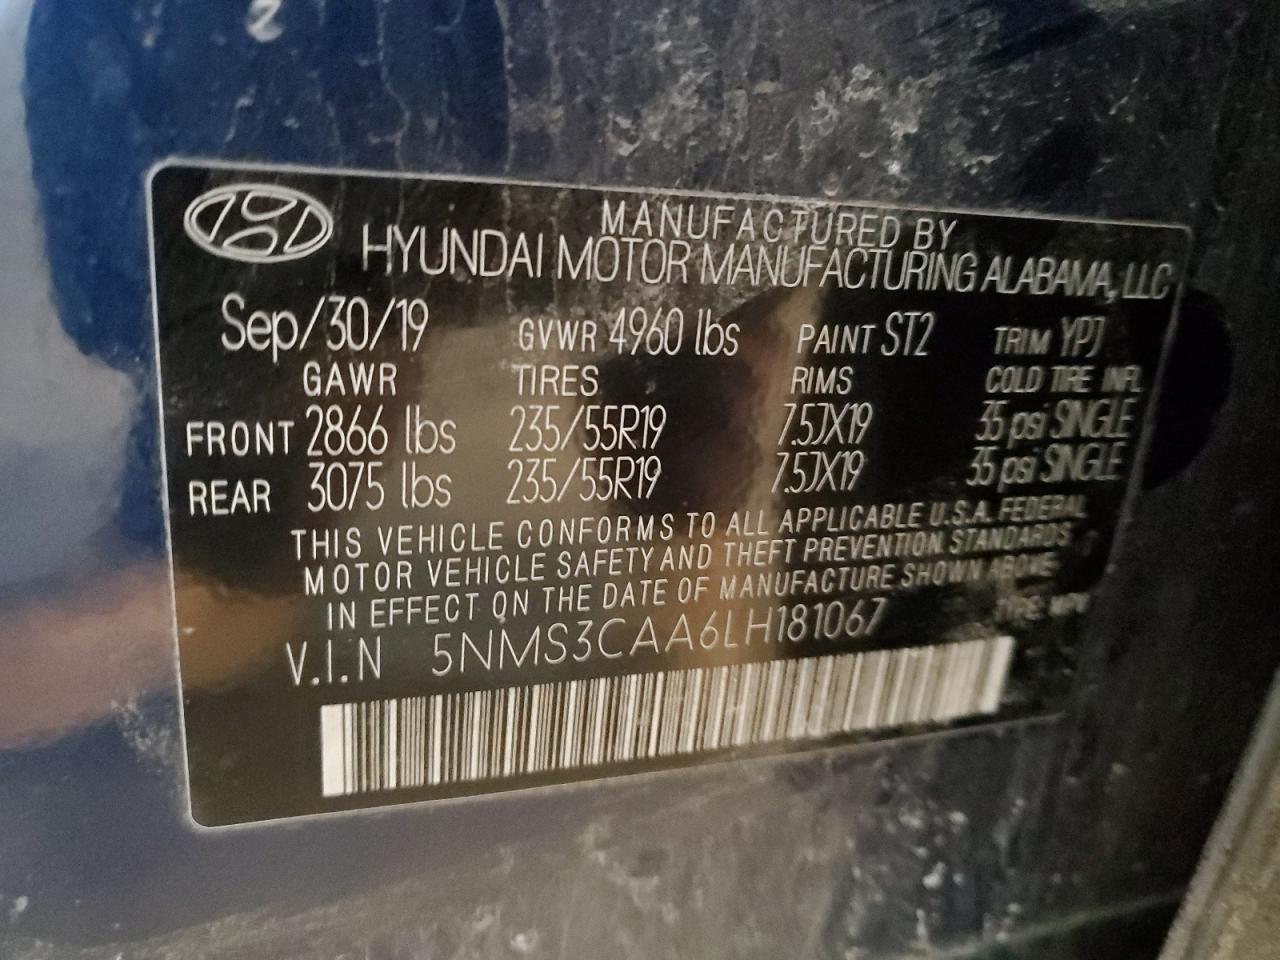 MANUFACTURED BY
HYUNDAI MOTOR MANUFACTURING ALABAMA, LLC
Sep/30/19 GVWR 4960 lbs PAINT ST2 TRIM YPJ
GAWR TIRES RIMS COLD TIRE INFL
FRONT 2866 lbs 235/55R19 7.5JX19 35 psi SINGLE
REAR 3075 lbs 235/55R19 7.5JX19 35 psi SINGLE
THIS VEHICLE CONFORMS TO ALL APPLICABLE U.S.A. FEDERAL
MOTOR VEHICLE SAFETY AND THEFT PREVENTION STANDARDS
IN EFFECT ON THE DATE OF MANUFACTURE SHOWN ABOVE
V.I.N 5NMS3CAA6LH181067 TYPE: MPV